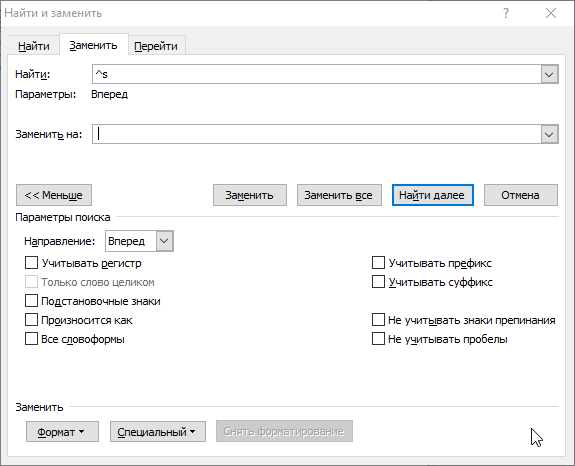 Найти и заменить
Найти Заменить Перейти
Найти: ^s
Параметры: Вперед
Заменить на:
<< Меньше Заменить Заменить все Найти далее Отмена
Параметры поиска
Направление: Вперед
Учитывать регистр Учитывать префикс
Только слово целиком Учитывать суффикс
Подстановочные знаки
Произносится как Не учитывать знаки препинания
Все словоформы Не учитывать пробелы
Заменить
Формат Специальный Снять форматирование